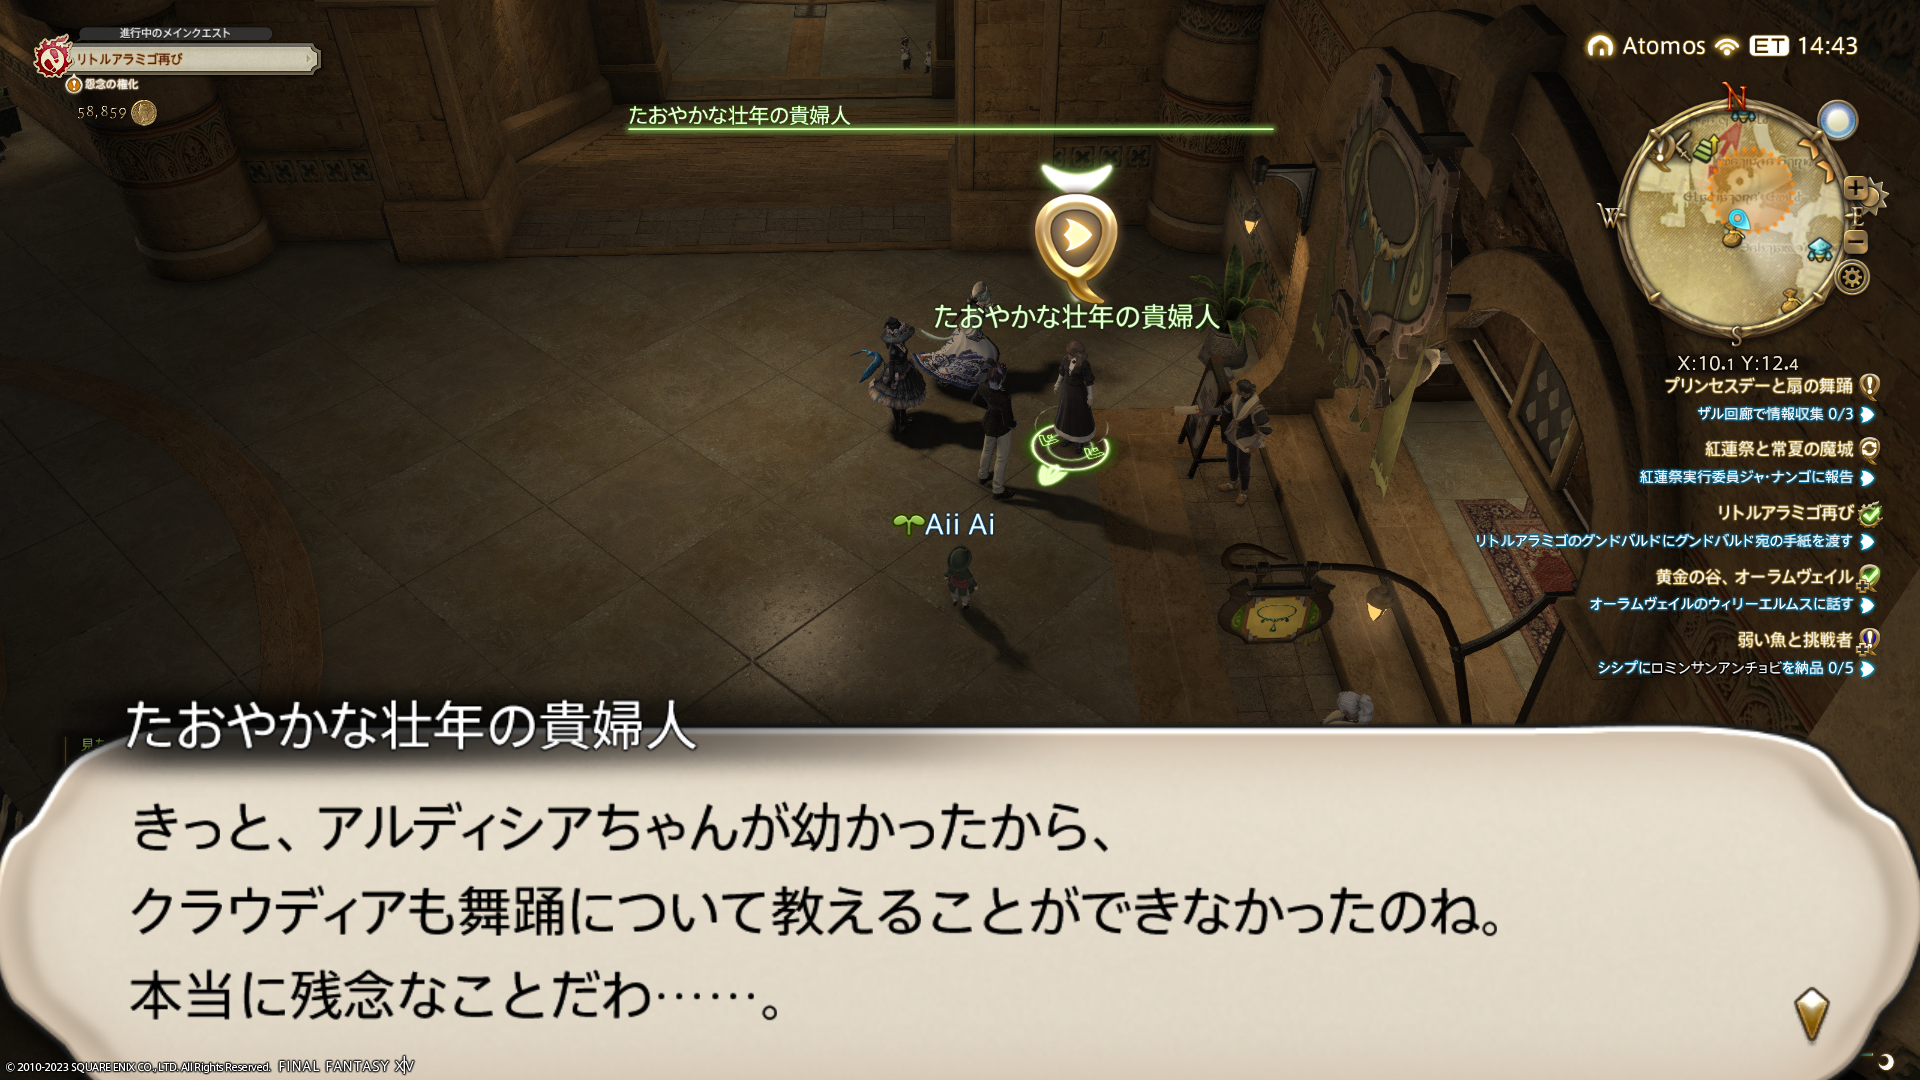 進行中のメインクエスト
リトルアラミゴ再び
怨念の権化
58,859
たおやかな壮年の貴婦人
Atomos ET 14:43
N
W
E
S
X:10.1 Y:12.4
プリンセスデーと扇の舞踊
ザル回廊で情報収集 0/3
紅蓮祭と常夏の魔城
紅蓮祭実行委員ジャ・ナンゴに報告
リトルアラミゴ再び
リトルアラミゴのグンドバルドにグンドバルド宛の手紙を渡す
黄金の谷、オーラムヴェイル
オーラムヴェイルのウィリーエルムスに話す
弱い魚と挑戦者
シシプにロミンサンアンチョビを納品 0/5
たおやかな壮年の貴婦人
Aii Ai
たおやかな壮年の貴婦人
きっと、アルディシアちゃんが幼かったから、
クラウディアも舞踊について教えることができなかったのね。
本当に残念なことだわ……。
© 2010-2023 SQUARE ENIX CO., LTD. All Rights Reserved. FINAL FANTASY XIV